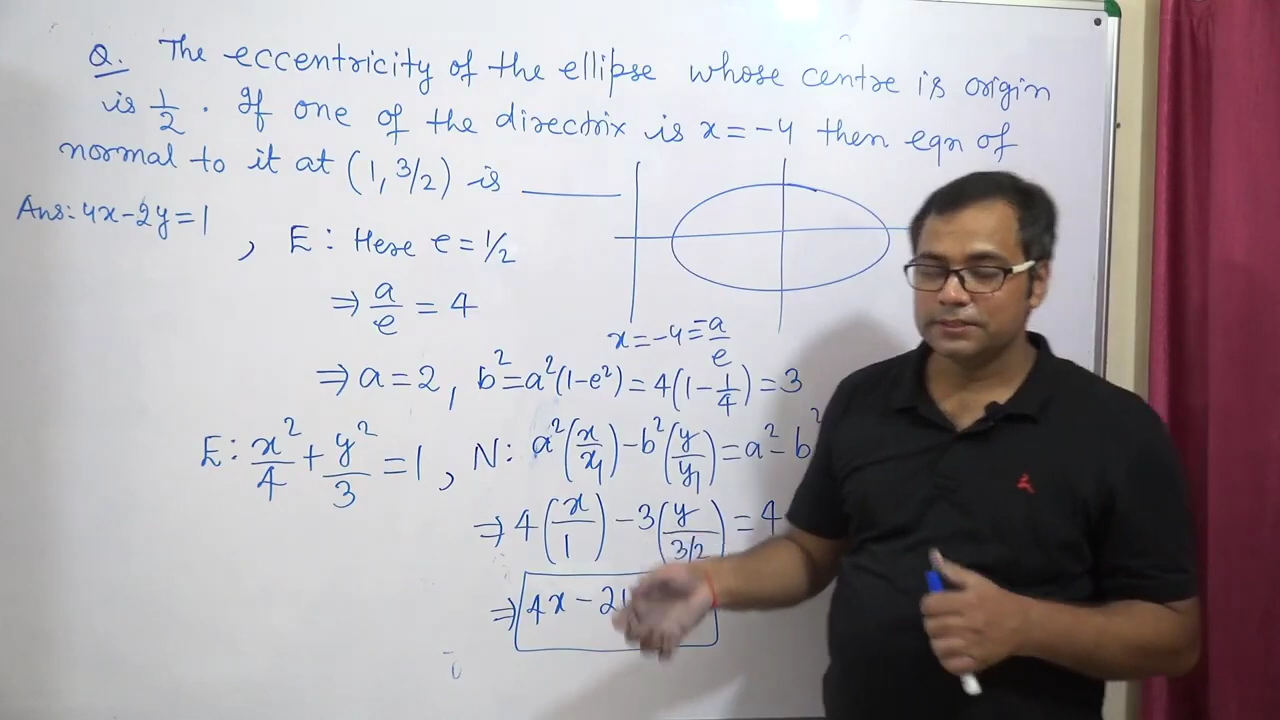 Q. The eccentricity of the ellipse whose centre is origin
is 1/2. If one of the directrix is x = -4 then eqn of
normal to it at (1, 3/2) is ______
Ans: 4x-2y=1
, E: Here e = 1/2
⇒ a/e = 4
x = -4 = -a/e
⇒ a = 2, b² = a²(1-e²) = 4(1-1/4) = 3
E: x²/4 + y²/3 = 1, N: a²(x/x₁) - b²(y/y₁) = a² - b²
⇒ 4(x/1) - 3(y/(3/2)) = 4
⇒ 4x - 2